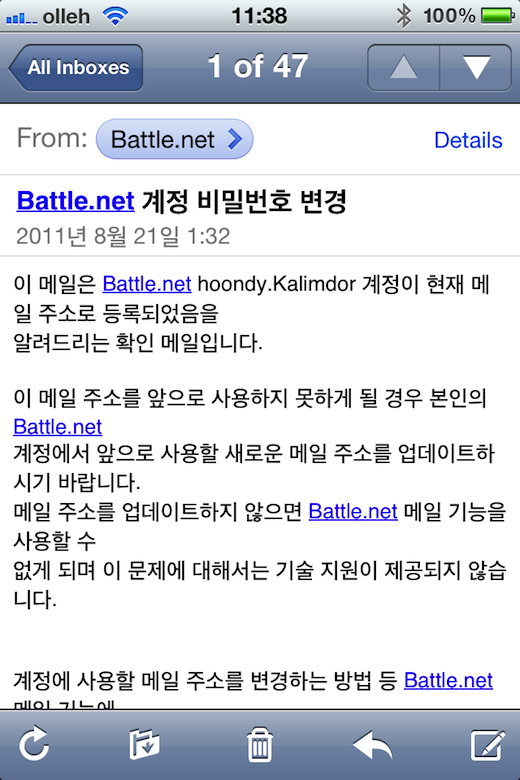 olleh 11:38 100%
All Inboxes 1 of 47
From: Battle.net Details
Battle.net 계정 비밀번호 변경
2011년 8월 21일 1:32
이 메일은 Battle.net hoondy.Kalimdor 계정이 현재 메
일 주소로 등록되었음을
알려드리는 확인 메일입니다.
이 메일 주소를 앞으로 사용하지 못하게 될 경우 본인의
Battle.net
계정에서 앞으로 사용할 새로운 메일 주소를 업데이트하
시기 바랍니다.
메일 주소를 업데이트하지 않으면 Battle.net 메일 기능을
사용할 수
없게 되며 이 문제에 대해서는 기술 지원이 제공되지 않습
니다.
계정에 사용할 메일 주소를 변경하는 방법 등 Battle.net
메일 기능에